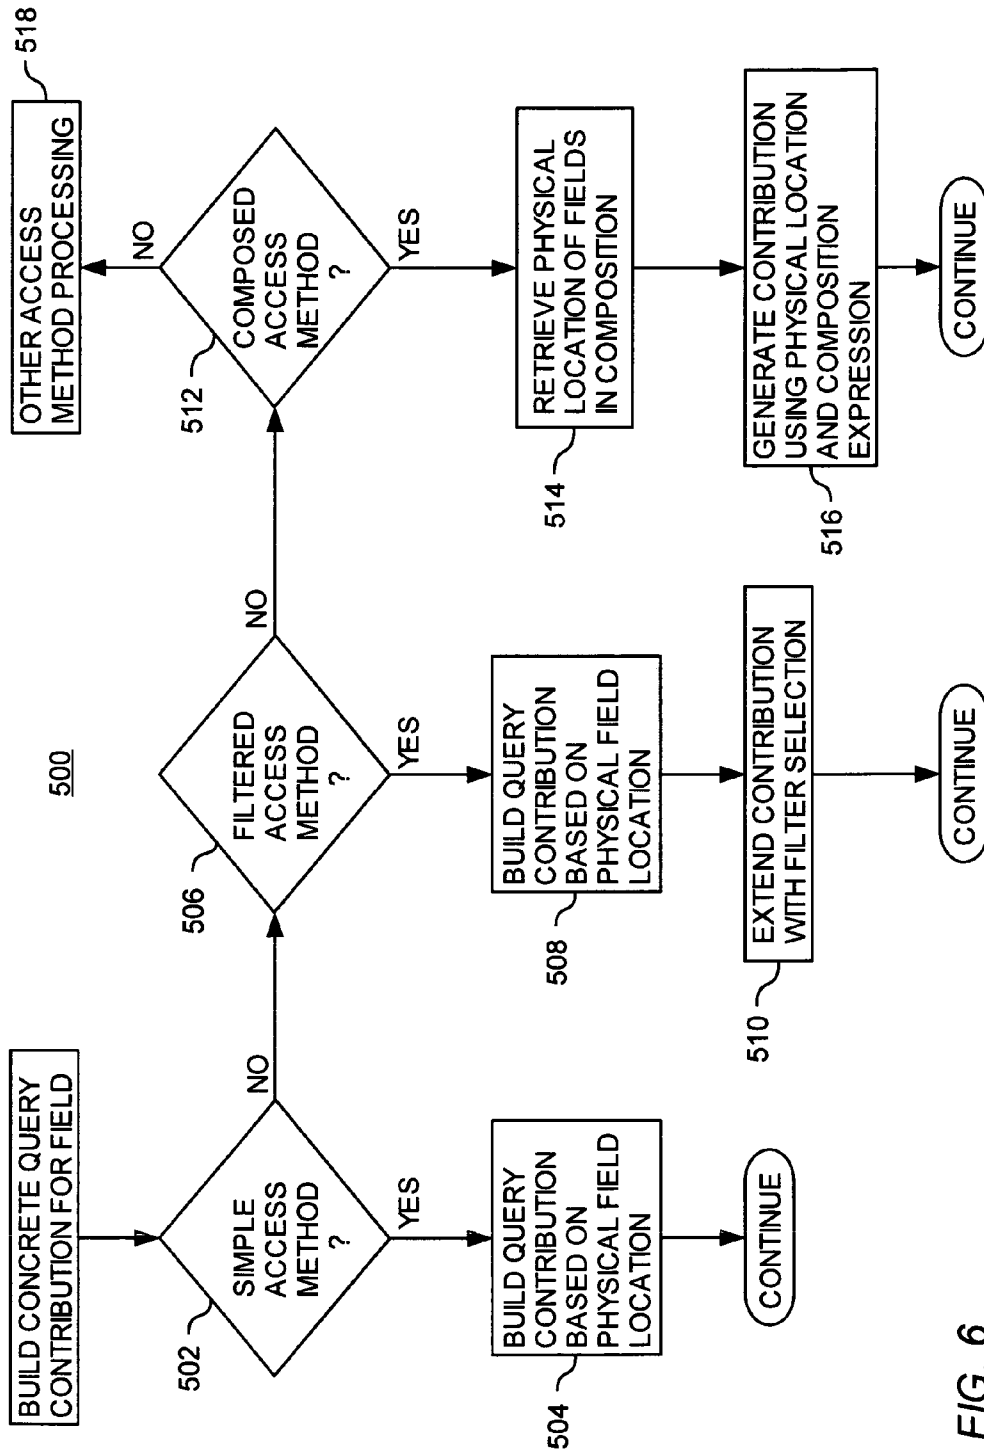 500
BUILD CONCRETE QUERY
CONTRIBUTION FOR FIELD
502
SIMPLE
ACCESS
METHOD
?
NO
YES
504
BUILD QUERY
CONTRIBUTION
BASED ON
PHYSICAL FIELD
LOCATION
CONTINUE
506
FILTERED
ACCESS
METHOD
?
NO
YES
508
BUILD QUERY
CONTRIBUTION
BASED ON
PHYSICAL FIELD
LOCATION
510
EXTEND CONTRIBUTION
WITH FILTER SELECTION
CONTINUE
512
COMPOSED
ACCESS
METHOD
?
NO
518
OTHER ACCESS
METHOD PROCESSING
YES
514
RETRIEVE PHYSICAL
LOCATION OF FIELDS
IN COMPOSITION
516
GENERATE CONTRIBUTION
USING PHYSICAL LOCATION
AND COMPOSITION
EXPRESSION
CONTINUE
FIG. 6